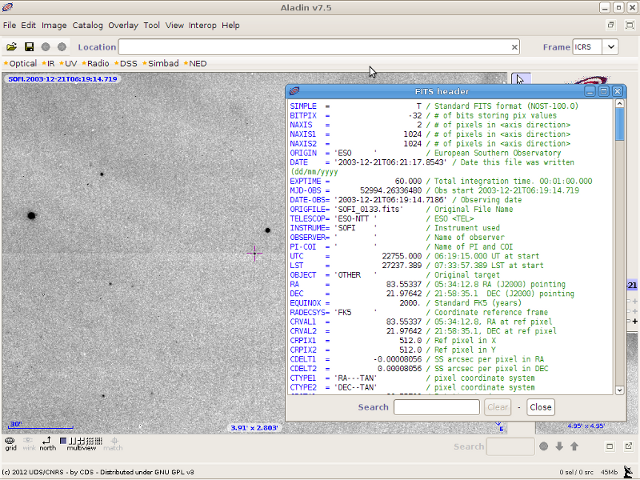 Aladin v7.5
File Edit Image Catalog Overlay Tool View Interop Help
Location
Frame ICRS
Optical IR UV Radio DSS Simbad NED
SOFI.2003-12-21T06:19:14.719
FITS header
SIMPLE = T / Standard FITS format (NOST-100.0)
BITPIX = -32 / # of bits storing pix values
NAXIS = 2 / # of pixels in <axis direction>
NAXIS1 = 1024 / # of pixels in <axis direction>
NAXIS2 = 1024 / # of pixels in <axis direction>
ORIGIN = 'ESO ' / European Southern Observatory
DATE = '2003-12-21T06:21:17.8543' / Date this file was written
(dd/mm/yyyy
EXPTIME = 60.000 / Total integration time. 00:01:00.000
MJD-OBS = 52994.26336480 / Obs start 2003-12-21T06:19:14.719
DATE-OBS= '2003-12-21T06:19:14.7186' / Observing date
ORIGFILE= 'SOFI_0133.fits' / Original File Name
TELESCOP= 'ESO-NTT ' / ESO <TEL>
INSTRUME= 'SOFI ' / Instrument used
OBSERVER= ' ' / Name of observer
PI-COI = ' ' / Name of PI and COI
UTC = 22755.000 / 06:19:15.000 UT at start
LST = 27237.389 / 07:33:57.389 LST at start
OBJECT = 'OTHER ' / Original target
RA = 83.55337 / 05:34:12.8 RA (J2000) pointing
DEC = 21.97642 / 21:58:35.1 DEC (J2000) pointing
EQUINOX = 2000. / Standard FK5 (years)
RADECSYS= 'FK5 ' / Coordinate reference frame
CRVAL1 = 83.55337 / 05:34:12.8, RA at ref pixel
CRVAL2 = 21.97642 / 21:58:35.1, DEC at ref pixel
CRPIX1 = 512.0 / Ref pixel in X
CRPIX2 = 512.0 / Ref pixel in Y
CDELT1 = -0.00008056 / SS arcsec per pixel in RA
CDELT2 = 0.00008056 / SS arcsec per pixel in DEC
CTYPE1 = 'RA---TAN' / pixel coordinate system
CTYPE2 = 'DEC--TAN' / pixel coordinate system
Search Clear - Close
30"
3.91' x 2.803'
E
4.95' x 4.95'
grid wink north multiview match
Search
(c) 2012 UDS/CNRS - by CDS - Distributed under GNU GPL v3
0 sel / 0 src 45Mb